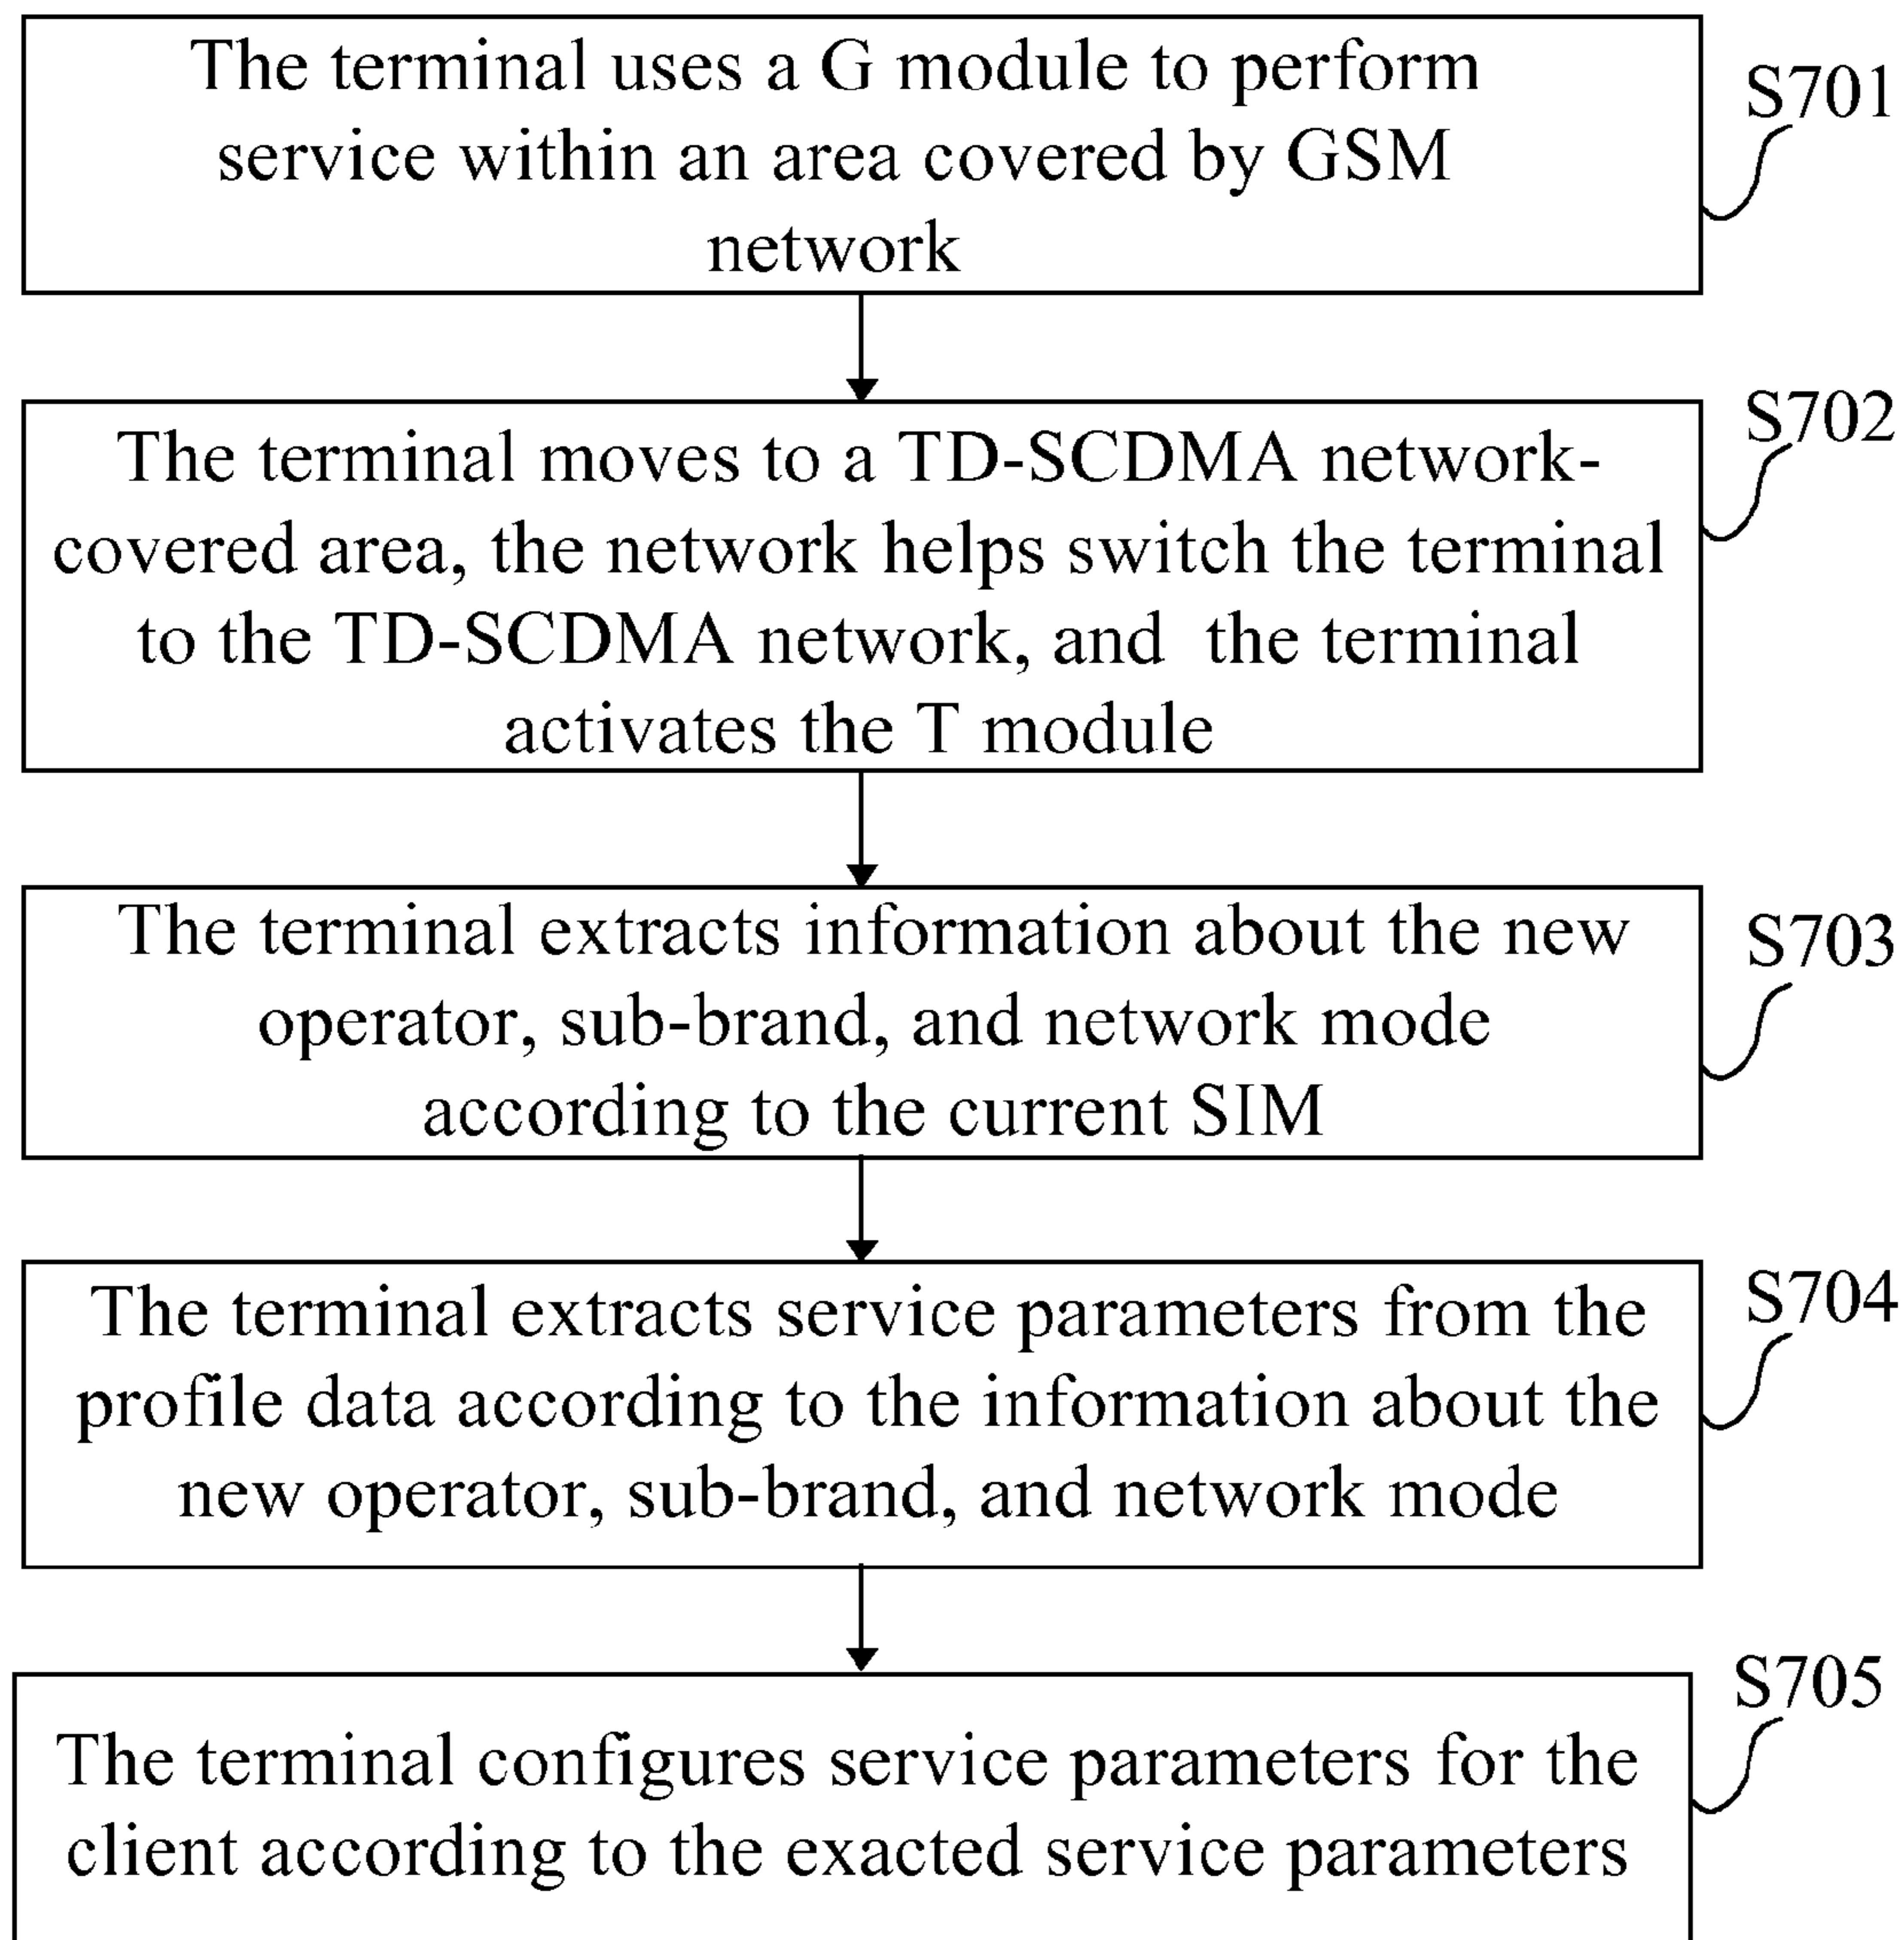 The terminal uses a G module to perform
service within an area covered by GSM
network
S701
The terminal moves to a TD-SCDMA network-
covered area, the network helps switch the terminal
to the TD-SCDMA network, and the terminal
activates the T module
S702
The terminal extracts information about the new
operator, sub-brand, and network mode
according to the current SIM
S703
The terminal extracts service parameters from the
profile data according to the information about the
new operator, sub-brand, and network mode
S704
The terminal configures service parameters for the
client according to the exacted service parameters
S705